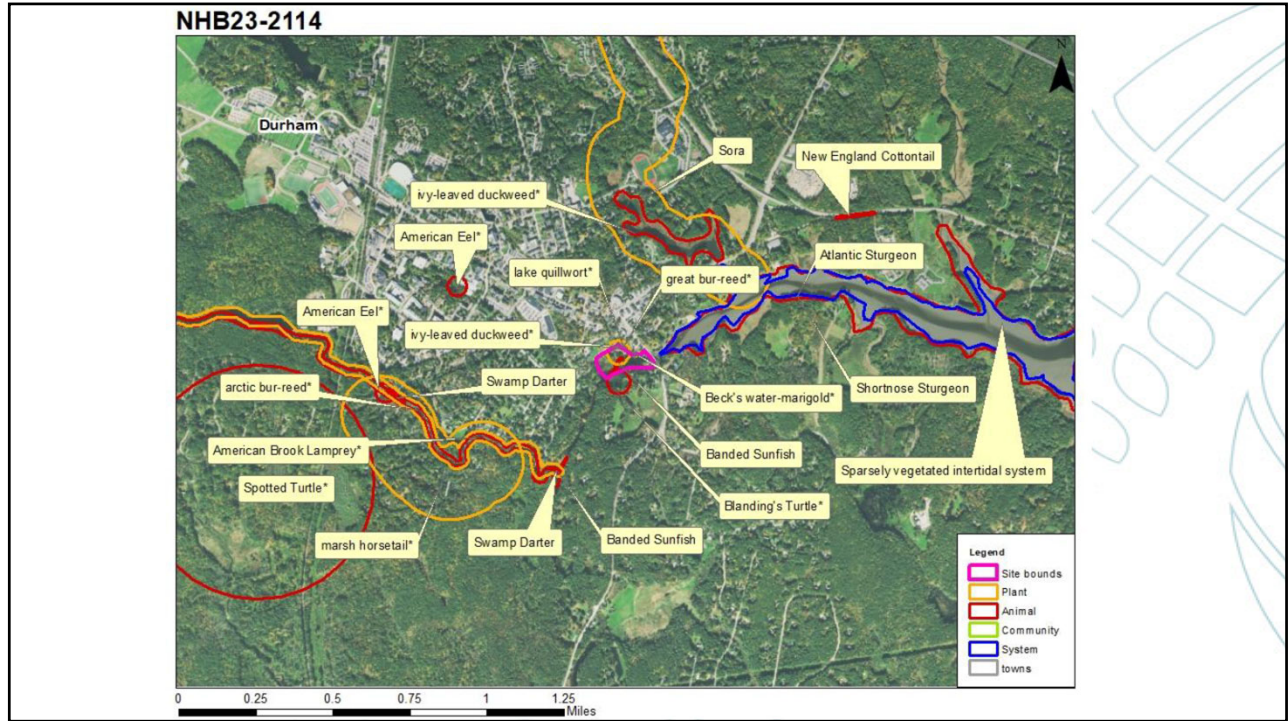 NHB23-2114
N
Durham
Sora
New England Cottontail
ivy-leaved duckweed*
American Eel*
Atlantic Sturgeon
lake quillwort*
great bur-reed*
American Eel*
ivy-leaved duckweed*
Swamp Darter
arctic bur-reed*
Shortnose Sturgeon
Beck's water-marigold*
American Brook Lamprey*
Banded Sunfish
Sparsely vegetated intertidal system
Spotted Turtle*
Blanding's Turtle*
marsh horsetail*
Swamp Darter
Banded Sunfish
Legend
Site bounds
Plant
Animal
Community
System
towns
0 0.25 0.5 0.75 1 1.25
Miles